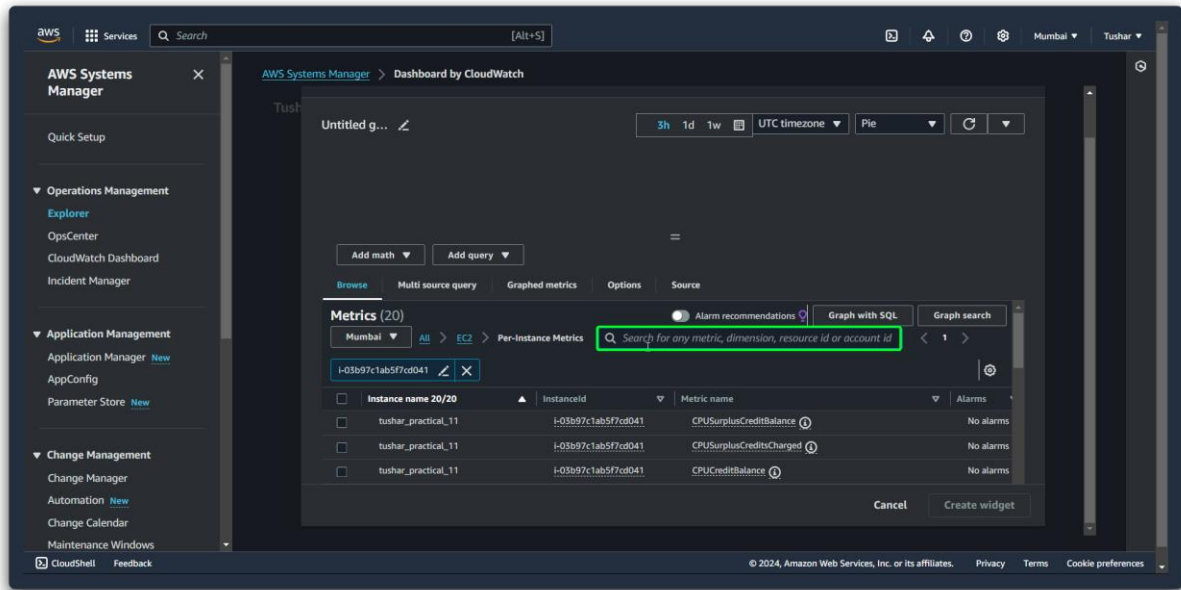 aws Services Search [Alt+S] Mumbai Tushar
AWS Systems Manager
Quick Setup
Operations Management
Explorer
OpsCenter
CloudWatch Dashboard
Incident Manager
Application Management
Application Manager New
AppConfig
Parameter Store New
Change Management
Change Manager
Automation New
Change Calendar
Maintenance Windows
AWS Systems Manager > Dashboard by CloudWatch
Tush
Untitled g... 3h 1d 1w UTC timezone Pie
Add math Add query
Browse Multi source query Graphed metrics Options Source
Metrics (20) Alarm recommendations Graph with SQL Graph search
Mumbai All > EC2 > Per-Instance Metrics Search for any metric, dimension, resource id or account id < 1 >
i-03b97c1ab5f7cd041
Instance name 20/20 InstanceId Metric name Alarms
tushar_practical_11 i-03b97c1ab5f7cd041 CPUSurplusCreditBalance No alarms
tushar_practical_11 i-03b97c1ab5f7cd041 CPUSurplusCreditsCharged No alarms
tushar_practical_11 i-03b97c1ab5f7cd041 CPUCreditBalance No alarms
Cancel Create widget
CloudShell Feedback © 2024, Amazon Web Services, Inc. or its affiliates. Privacy Terms Cookie preferences